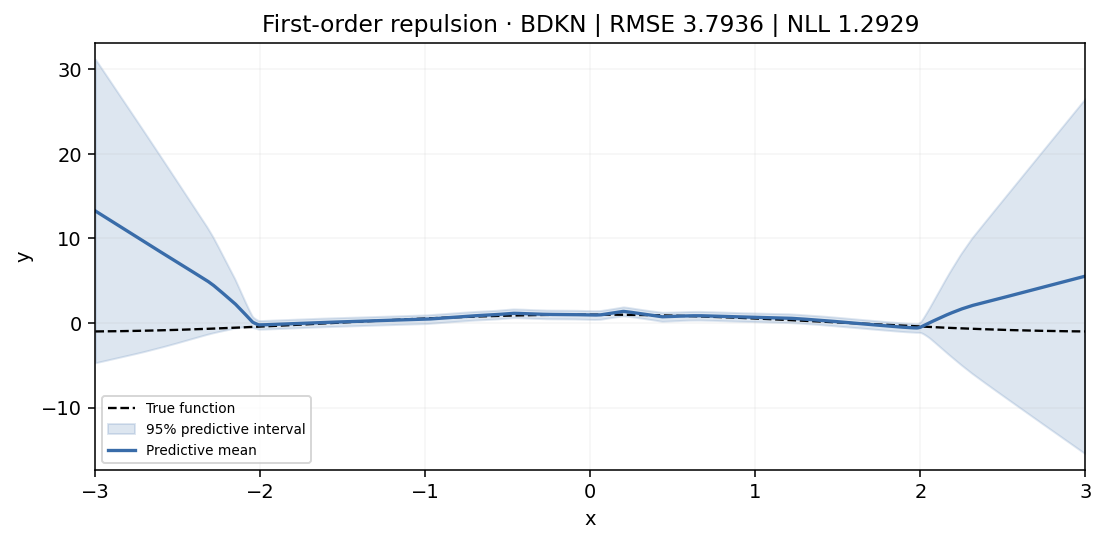 First-order repulsion · BDKN | RMSE 3.7936 | NLL 1.2929
30
20
10
0
−10
y
True function
95% predictive interval
Predictive mean
−3
−2
−1
0
1
2
3
x